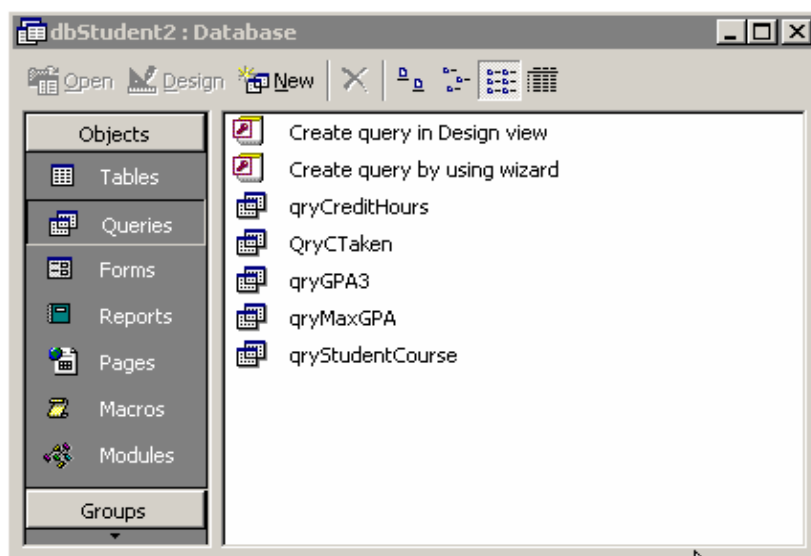 dbStudent2 : Database
Open Design New
Objects
Tables
Queries
Forms
Reports
Pages
Macros
Modules
Groups
Create query in Design view
Create query by using wizard
qryCreditHours
QryCTaken
qryGPA3
qryMaxGPA
qryStudentCourse